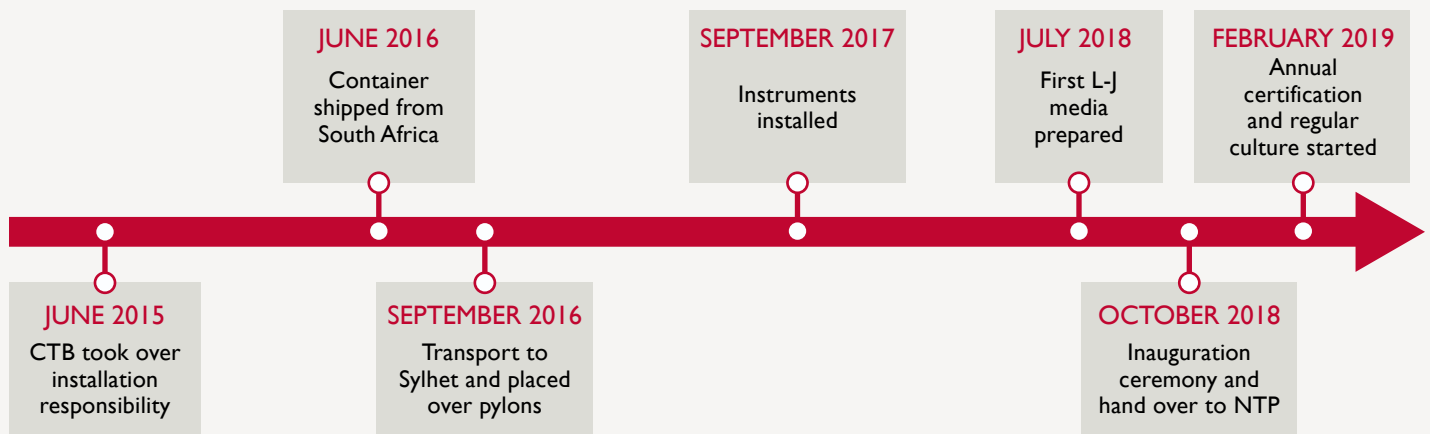 JUNE 2016
Container
shipped from
South Africa
SEPTEMBER 2017
Instruments
installed
JULY 2018
First L-J
media
prepared
FEBRUARY 2019
Annual
certification
and regular
culture started
JUNE 2015
CTB took over
installation
responsibility
SEPTEMBER 2016
Transport to
Sylhet and placed
over pylons
OCTOBER 2018
Inauguration
ceremony and
hand over to NTP